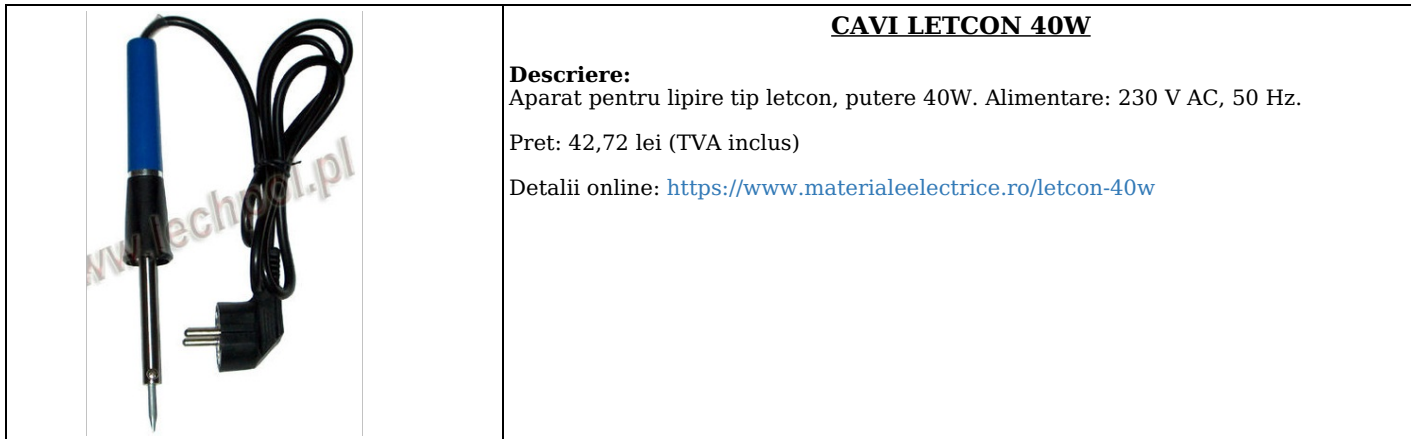 www.lechpol.pl
CAVI LETCON 40W
Descriere:
Aparat pentru lipire tip letcon, putere 40W. Alimentare: 230 V AC, 50 Hz.
Pret: 42,72 lei (TVA inclus)
Detalii online: https://www.materialeelectrice.ro/letcon-40w